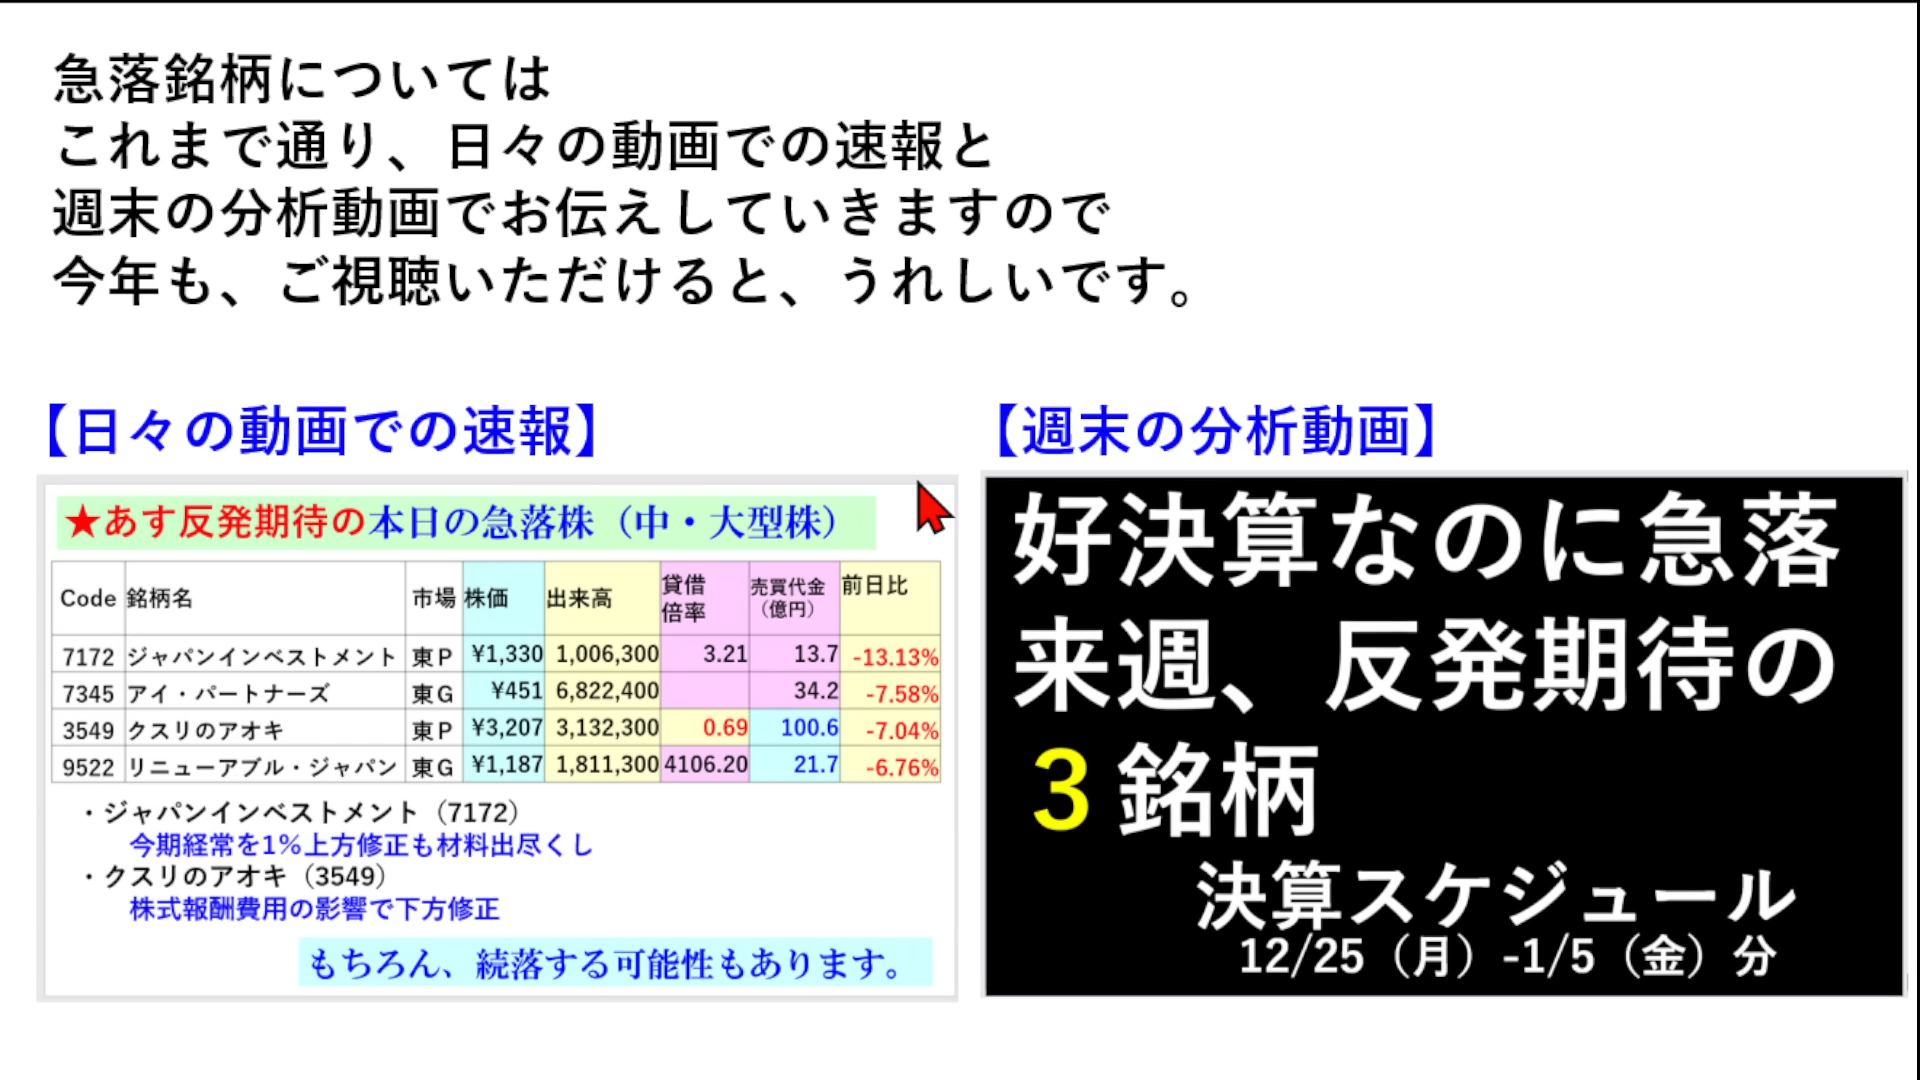 急落銘柄については
これまで通り、日々の動画での速報と
週末の分析動画でお伝えしていきますので
今年も、ご視聴いただけると、うれしいです。
【日々の動画での速報】
★あす反発期待の本日の急落株（中・大型株）
Code 銘柄名 市場 株価 出来高 貸借倍率 売買代金（億円） 前日比
7172 ジャパンインベストメント 東P ¥1,330 1,006,300 3.21 13.7 -13.13%
7345 アイ・パートナーズ 東G ¥451 6,822,400 34.2 -7.58%
3549 クスリのアオキ 東P ¥3,207 3,132,300 0.69 100.6 -7.04%
9522 リニューアブル・ジャパン 東G ¥1,187 1,811,300 4106.20 21.7 -6.76%
・ジャパンインベストメント（7172）
今期経常を1%上方修正も材料出尽くし
・クスリのアオキ（3549）
株式報酬費用の影響で下方修正
もちろん、続落する可能性もあります。
【週末の分析動画】
好決算なのに急落
来週、反発期待の
3銘柄
決算スケジュール
12/25（月）-1/5（金）分